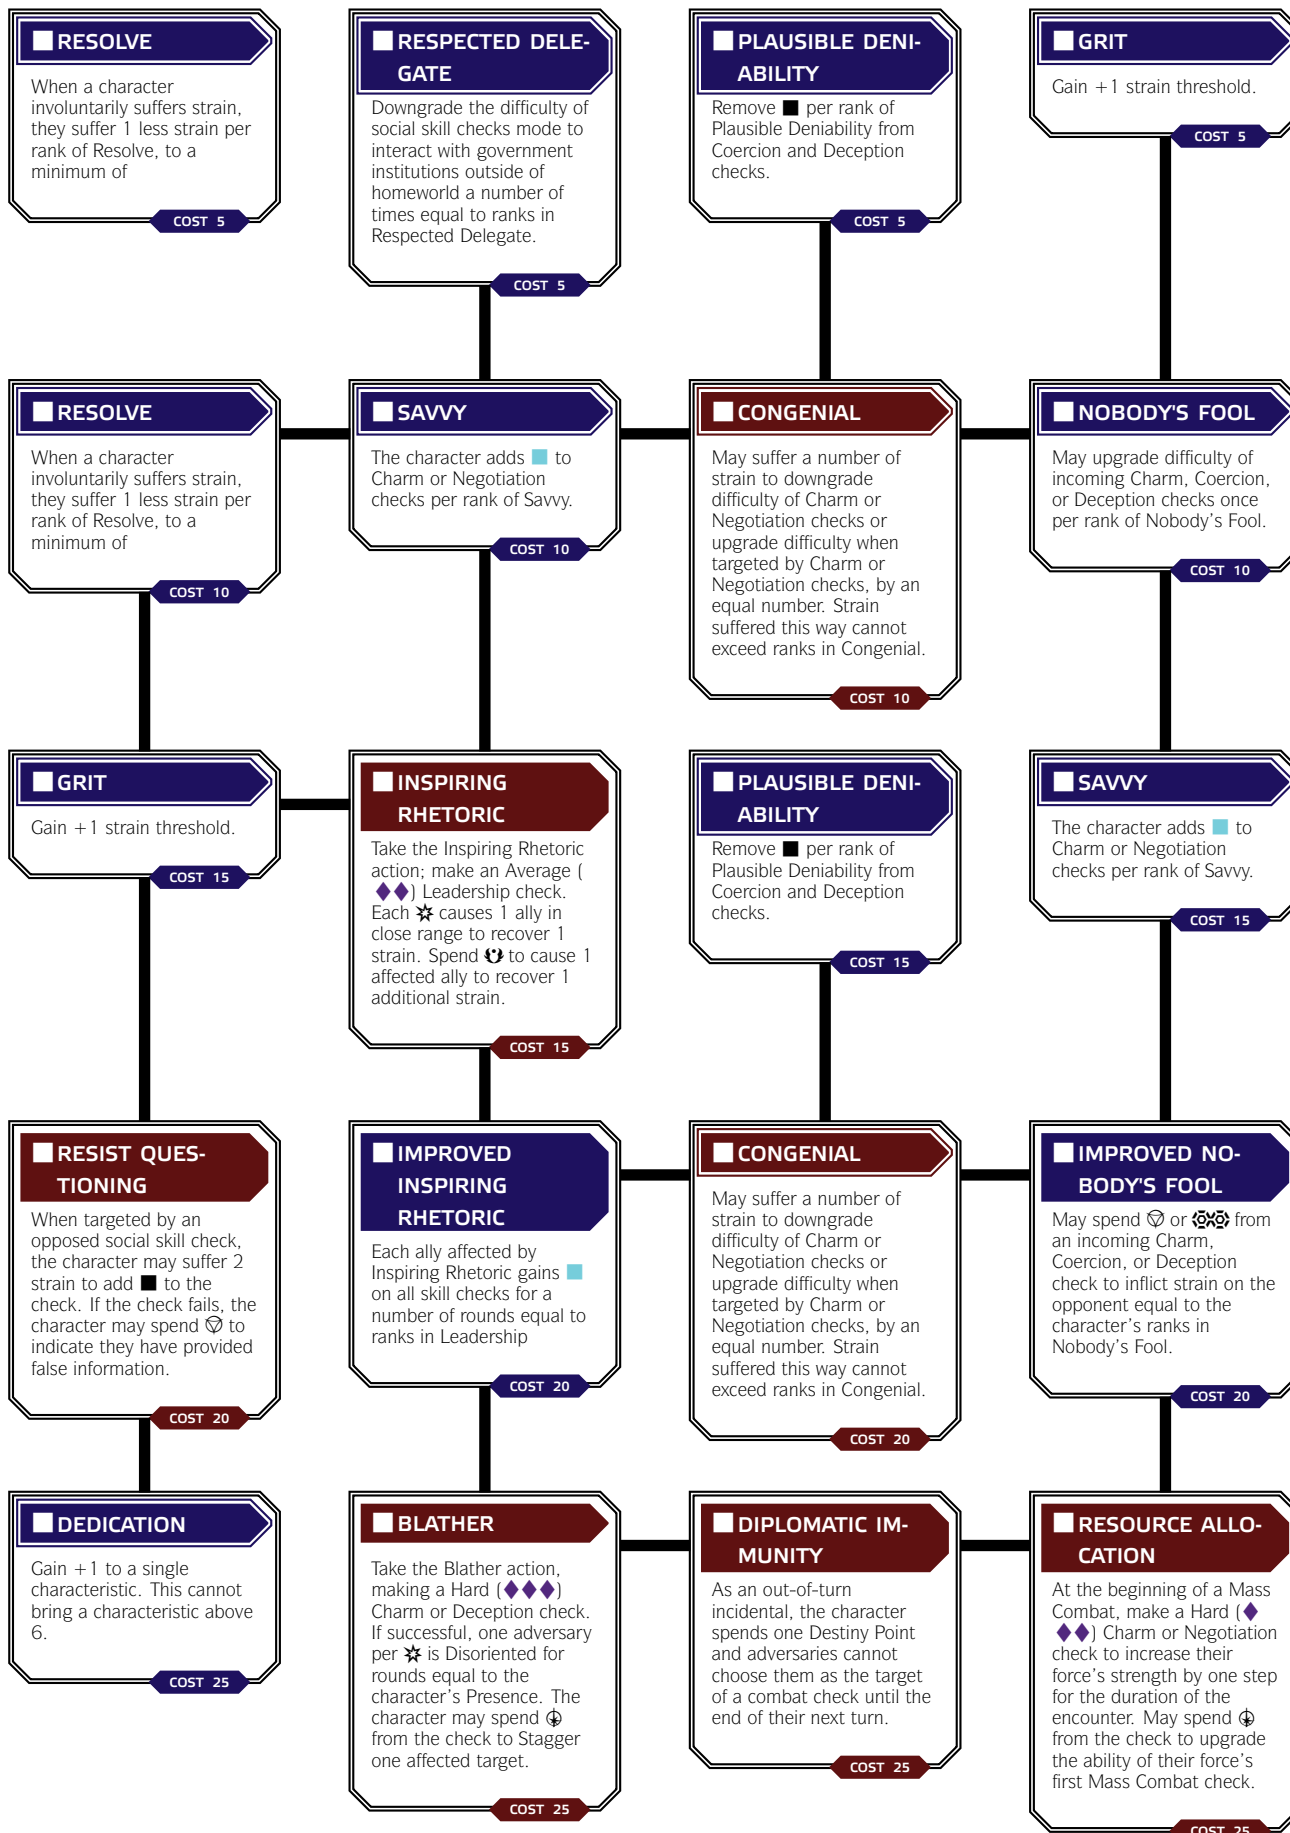 RESOLVE
When a character
involuntarily suffers strain,
they suffer 1 less strain per
rank of Resolve, to a
minimum of
COST 5
RESPECTED DELE-
GATE
Downgrade the difficulty of
social skill checks mode to
interact with government
institutions outside of
homeworld a number of
times equal to ranks in
Respected Delegate.
COST 5
PLAUSIBLE DENI-
ABILITY
Remove ■ per rank of
Plausible Deniability from
Coercion and Deception
checks.
COST 5
GRIT
Gain +1 strain threshold.
COST 5
RESOLVE
When a character
involuntarily suffers strain,
they suffer 1 less strain per
rank of Resolve, to a
minimum of
COST 10
SAVVY
The character adds ■ to
Charm or Negotiation
checks per rank of Savvy.
COST 10
CONGENIAL
May suffer a number of
strain to downgrade
difficulty of Charm or
Negotiation checks or
upgrade difficulty when
targeted by Charm or
Negotiation checks, by an
equal number. Strain
suffered this way cannot
exceed ranks in Congenial.
COST 10
NOBODY'S FOOL
May upgrade difficulty of
incoming Charm, Coercion,
or Deception checks once
per rank of Nobody's Fool.
COST 10
GRIT
Gain +1 strain threshold.
COST 15
INSPIRING
RHETORIC
Take the Inspiring Rhetoric
action; make an Average (
◆◆) Leadership check.
Each causes 1 ally in
close range to recover 1
strain. Spend to cause 1
affected ally to recover 1
additional strain.
COST 15
PLAUSIBLE DENI-
ABILITY
Remove ■ per rank of
Plausible Deniability from
Coercion and Deception
checks.
COST 15
SAVVY
The character adds ■ to
Charm or Negotiation
checks per rank of Savvy.
COST 15
RESIST QUES-
TIONING
When targeted by an
opposed social skill check,
the character may suffer 2
strain to add ■ to the
check. If the check fails, the
character may spend to
indicate they have provided
false information.
COST 20
IMPROVED
INSPIRING
RHETORIC
Each ally affected by
Inspiring Rhetoric gains ■
on all skill checks for a
number of rounds equal to
ranks in Leadership
COST 20
CONGENIAL
May suffer a number of
strain to downgrade
difficulty of Charm or
Negotiation checks or
upgrade difficulty when
targeted by Charm or
Negotiation checks, by an
equal number. Strain
suffered this way cannot
exceed ranks in Congenial.
COST 20
IMPROVED NO-
BODY'S FOOL
May spend or from
an incoming Charm,
Coercion, or Deception
check to inflict strain on the
opponent equal to the
character's ranks in
Nobody's Fool.
COST 20
DEDICATION
Gain +1 to a single
characteristic. This cannot
bring a characteristic above
6.
COST 25
BLATHER
Take the Blather action,
making a Hard (◆◆◆)
Charm or Deception check.
If successful, one adversary
per is Disoriented for
rounds equal to the
character's Presence. The
character may spend
from the check to Stagger
one affected target.
COST 25
DIPLOMATIC IM-
MUNITY
As an out-of-turn
incidental, the character
spends one Destiny Point
and adversaries cannot
choose them as the target
of a combat check until the
end of their next turn.
COST 25
RESOURCE ALLO-
CATION
At the beginning of a Mass
Combat, make a Hard (◆
◆◆) Charm or Negotiation
check to increase their
force's strength by one step
for the duration of the
encounter. May spend
from the check to upgrade
the ability of their force's
first Mass Combat check.
COST 25